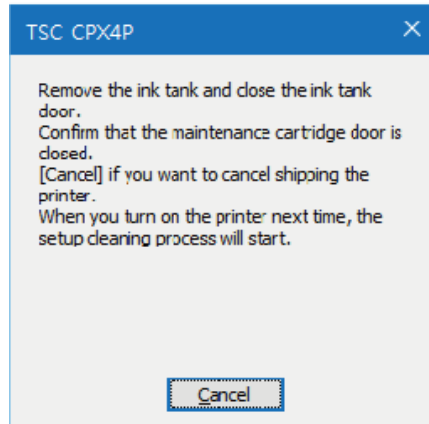 TSC CPX4P
Remove the ink tank and close the ink tank
door.
Confirm that the maintenance cartridge door is
closed.
[Cancel] if you want to cancel shipping the
printer.
When you turn on the printer next time, the
setup cleaning process will start.
Cancel